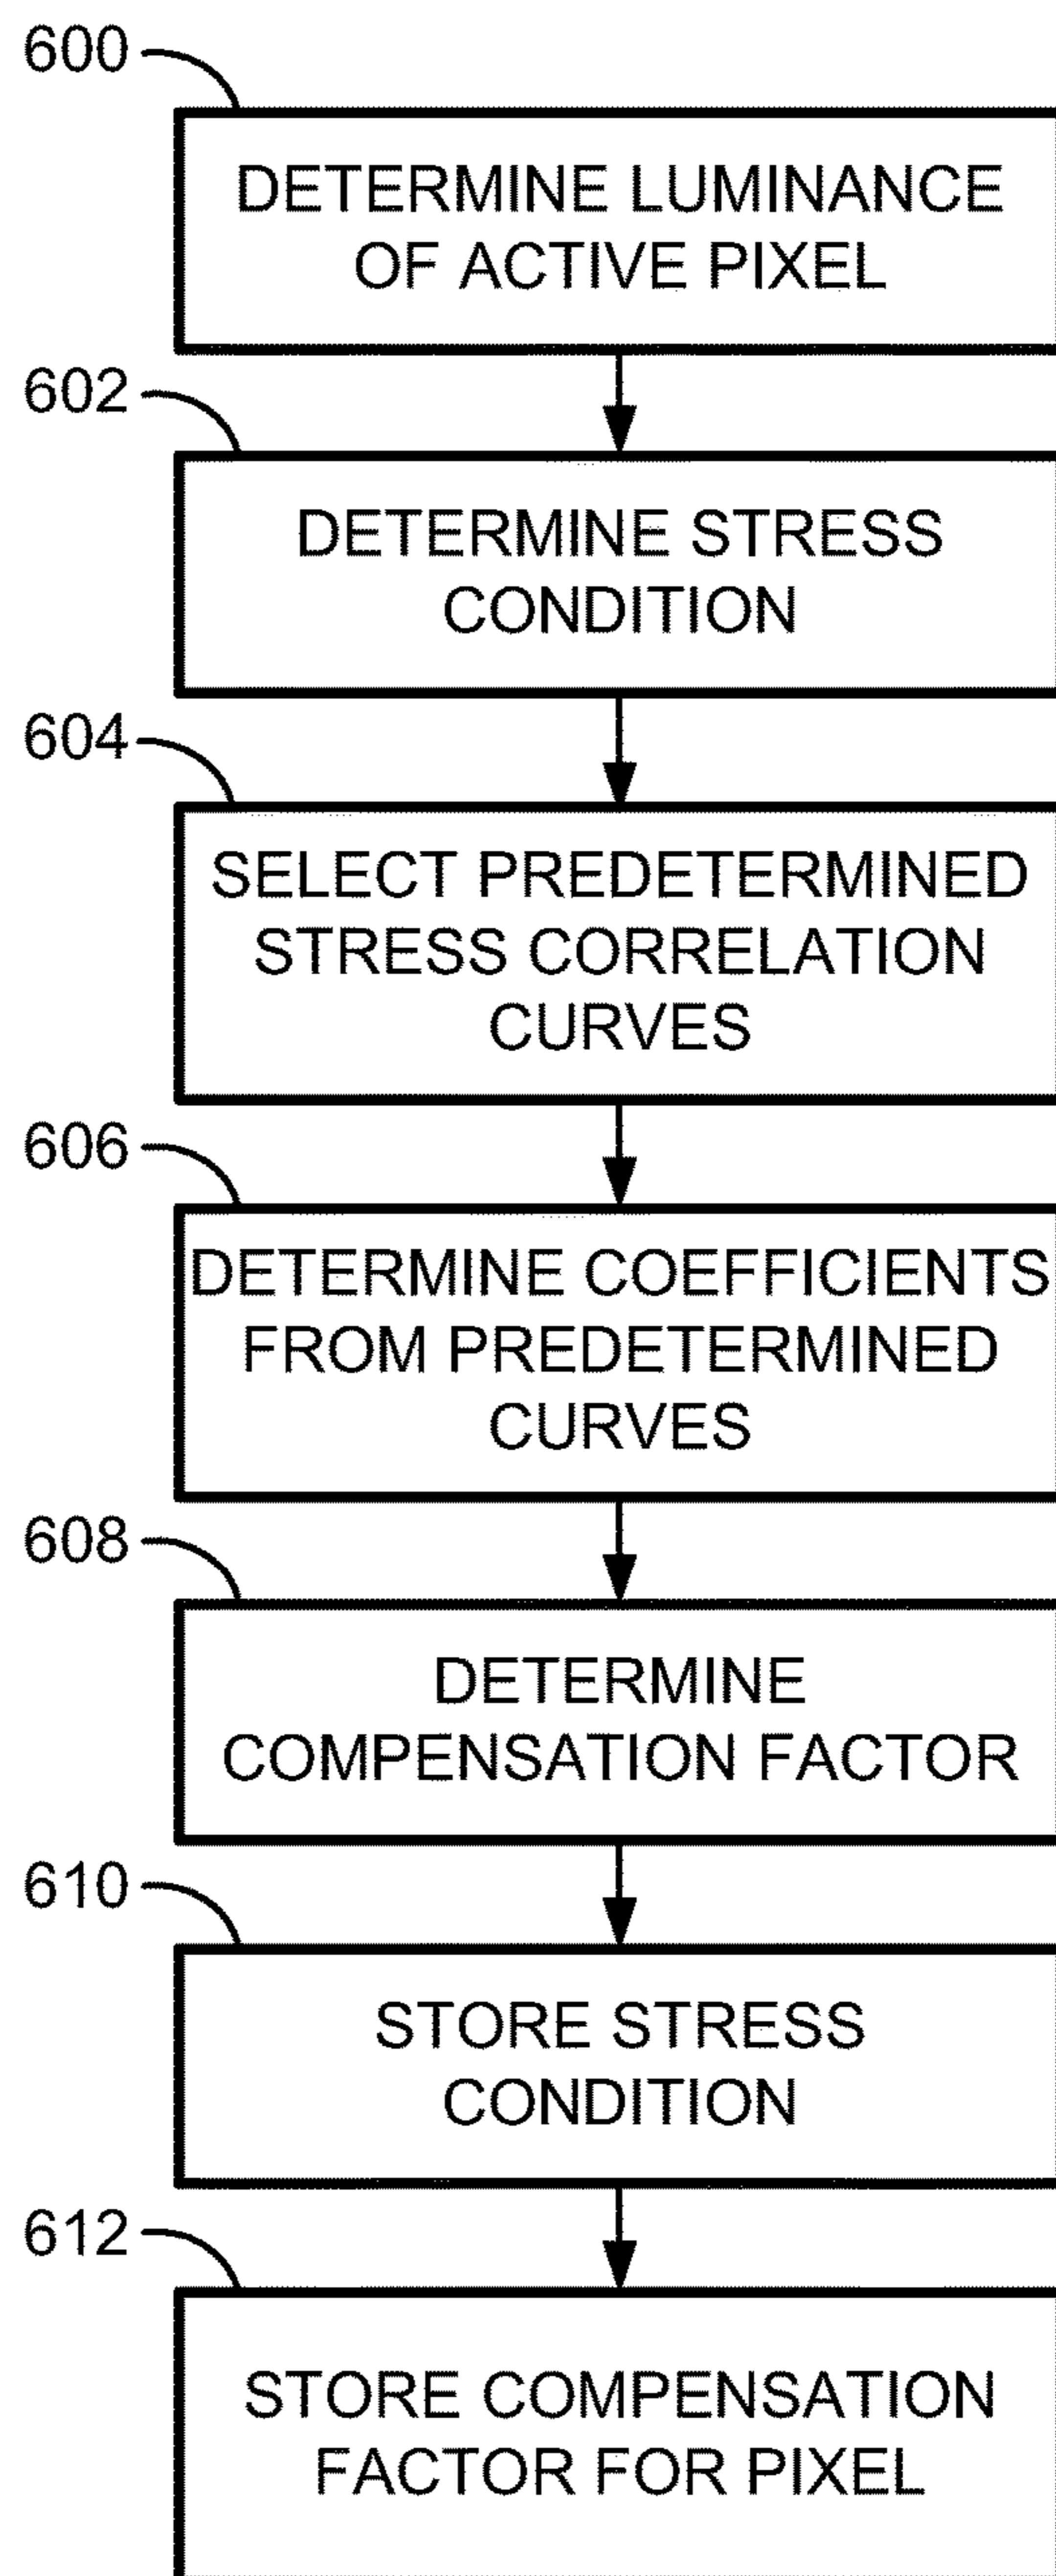 600
DETERMINE LUMINANCE
OF ACTIVE PIXEL
602
DETERMINE STRESS
CONDITION
604
SELECT PREDETERMINED
STRESS CORRELATION
CURVES
606
DETERMINE COEFFICIENTS
FROM PREDETERMINED
CURVES
608
DETERMINE
COMPENSATION FACTOR
610
STORE STRESS
CONDITION
612
STORE COMPENSATION
FACTOR FOR PIXEL